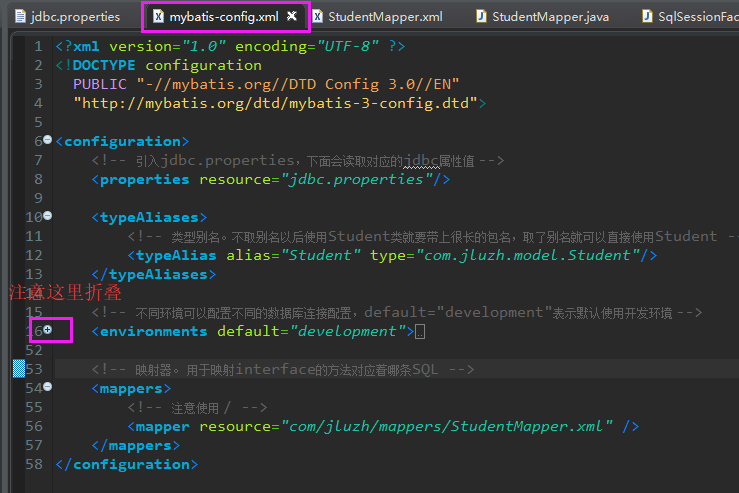 jdbc.properties mybatis-config.xml StudentMapper.xml StudentMapper.java SqlSessionFac
1 <?xml version="1.0" encoding="UTF-8" ?>
2 <!DOCTYPE configuration
3 PUBLIC "-//mybatis.org//DTD Config 3.0//EN"
4 "http://mybatis.org/dtd/mybatis-3-config.dtd">
5
6 <configuration>
7 <!-- 引入jdbc.properties，下面会读取对应的jdbc属性值 -->
8 <properties resource="jdbc.properties"/>
9
10 <typeAliases>
11 <!-- 类型别名。不取别名以后使用Student类就要带上很长的包名，取了别名就可以直接使用Student -
12 <typeAlias alias="Student" type="com.jluzh.model.Student"/>
13 </typeAliases>
注意这里折叠
14
15 <!-- 不同环境可以配置不同的数据库连接配置，default="development"表示默认使用开发环境 -->
16 <environments default="development">
52
53 <!-- 映射器。用于映射interface的方法对应着哪条SQL -->
54 <mappers>
55 <!-- 注意使用 / -->
56 <mapper resource="com/jluzh/mappers/StudentMapper.xml" />
57 </mappers>
58 </configuration>